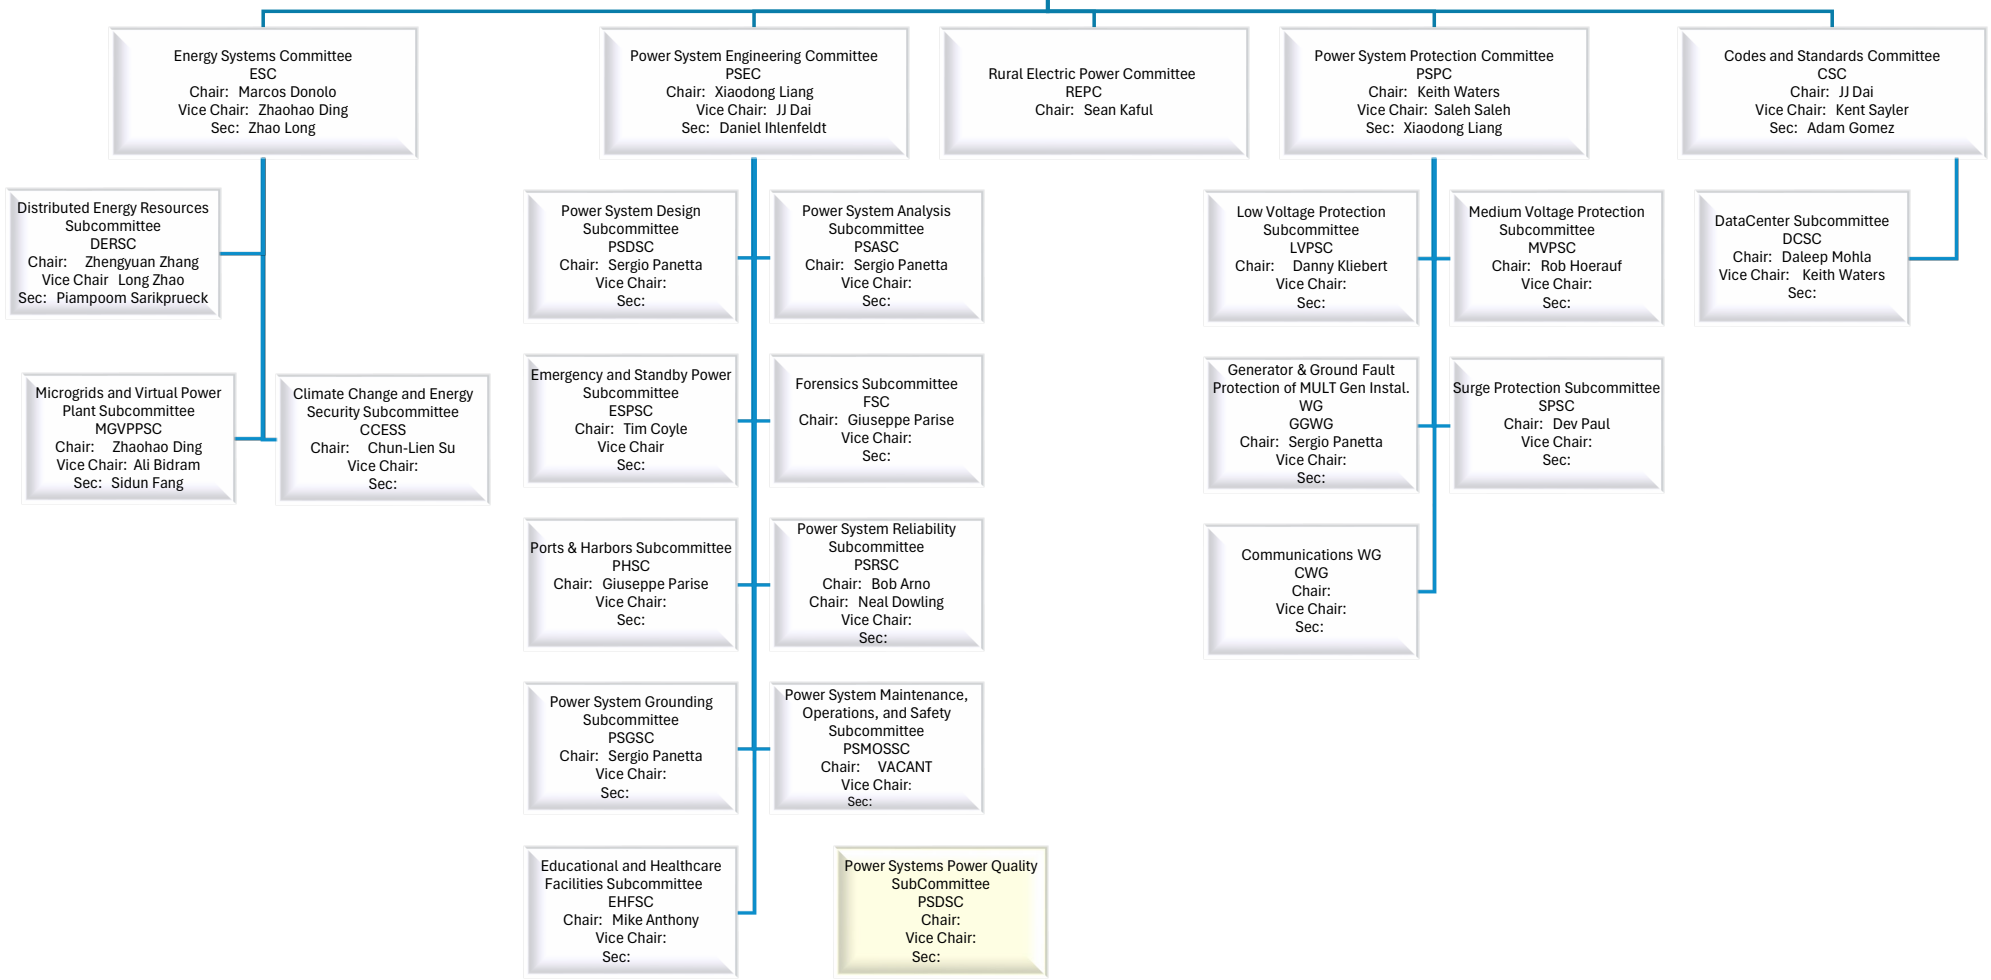 Energy Systems Committee
ESC
Chair: Marcos Donolo
Vice Chair: Zhaohao Ding
Sec: Zhao Long
Power System Engineering Committee
PSEC
Chair: Xiaodong Liang
Vice Chair: JJ Dai
Sec: Daniel Ihlenfeldt
Rural Electric Power Committee
REPC
Chair: Sean Kaful
Power System Protection Committee
PSPC
Chair: Keith Waters
Vice Chair: Saleh Saleh
Sec: Xiaodong Liang
Codes and Standards Committee
CSC
Chair: JJ Dai
Vice Chair: Kent Sayler
Sec: Adam Gomez
Distributed Energy Resources
Subcommittee
DERSC
Chair: Zhengyuan Zhang
Vice Chair Long Zhao
Sec: Piampoom Sarikprueck
Microgrids and Virtual Power
Plant Subcommittee
MGVPPSC
Chair: Zhaohao Ding
Vice Chair: Ali Bidram
Sec: Sidun Fang
Climate Change and Energy
Security Subcommittee
CCESS
Chair: Chun-Lien Su
Vice Chair:
Sec:
Power System Design
Subcommittee
PSDSC
Chair: Sergio Panetta
Vice Chair:
Sec:
Power System Analysis
Subcommittee
PSASC
Chair: Sergio Panetta
Vice Chair:
Sec:
Emergency and Standby Power
Subcommittee
ESPSC
Chair: Tim Coyle
Vice Chair
Sec:
Forensics Subcommittee
FSC
Chair: Giuseppe Parise
Vice Chair:
Sec:
Ports & Harbors Subcommittee
PHSC
Chair: Giuseppe Parise
Vice Chair:
Sec:
Power System Reliability
Subcommittee
PSRSC
Chair: Bob Arno
Chair: Neal Dowling
Vice Chair:
Sec:
Power System Grounding
Subcommittee
PSGSC
Chair: Sergio Panetta
Vice Chair:
Sec:
Power System Maintenance,
Operations, and Safety
Subcommittee
PSMOSSC
Chair: VACANT
Vice Chair:
Sec:
Educational and Healthcare
Facilities Subcommittee
EHFSC
Chair: Mike Anthony
Vice Chair:
Sec:
Power Systems Power Quality
SubCommittee
PSDSC
Chair:
Vice Chair:
Sec:
Low Voltage Protection
Subcommittee
LVPSC
Chair: Danny Kliebert
Vice Chair:
Sec:
Medium Voltage Protection
Subcommittee
MVPSC
Chair: Rob Hoerauf
Vice Chair:
Sec:
Generator & Ground Fault
Protection of MULT Gen Instal.
WG
GGWG
Chair: Sergio Panetta
Vice Chair:
Sec:
Surge Protection Subcommittee
SPSC
Chair: Dev Paul
Vice Chair:
Sec:
Communications WG
CWG
Chair:
Vice Chair:
Sec:
DataCenter Subcommittee
DCSC
Chair: Daleep Mohla
Vice Chair: Keith Waters
Sec: